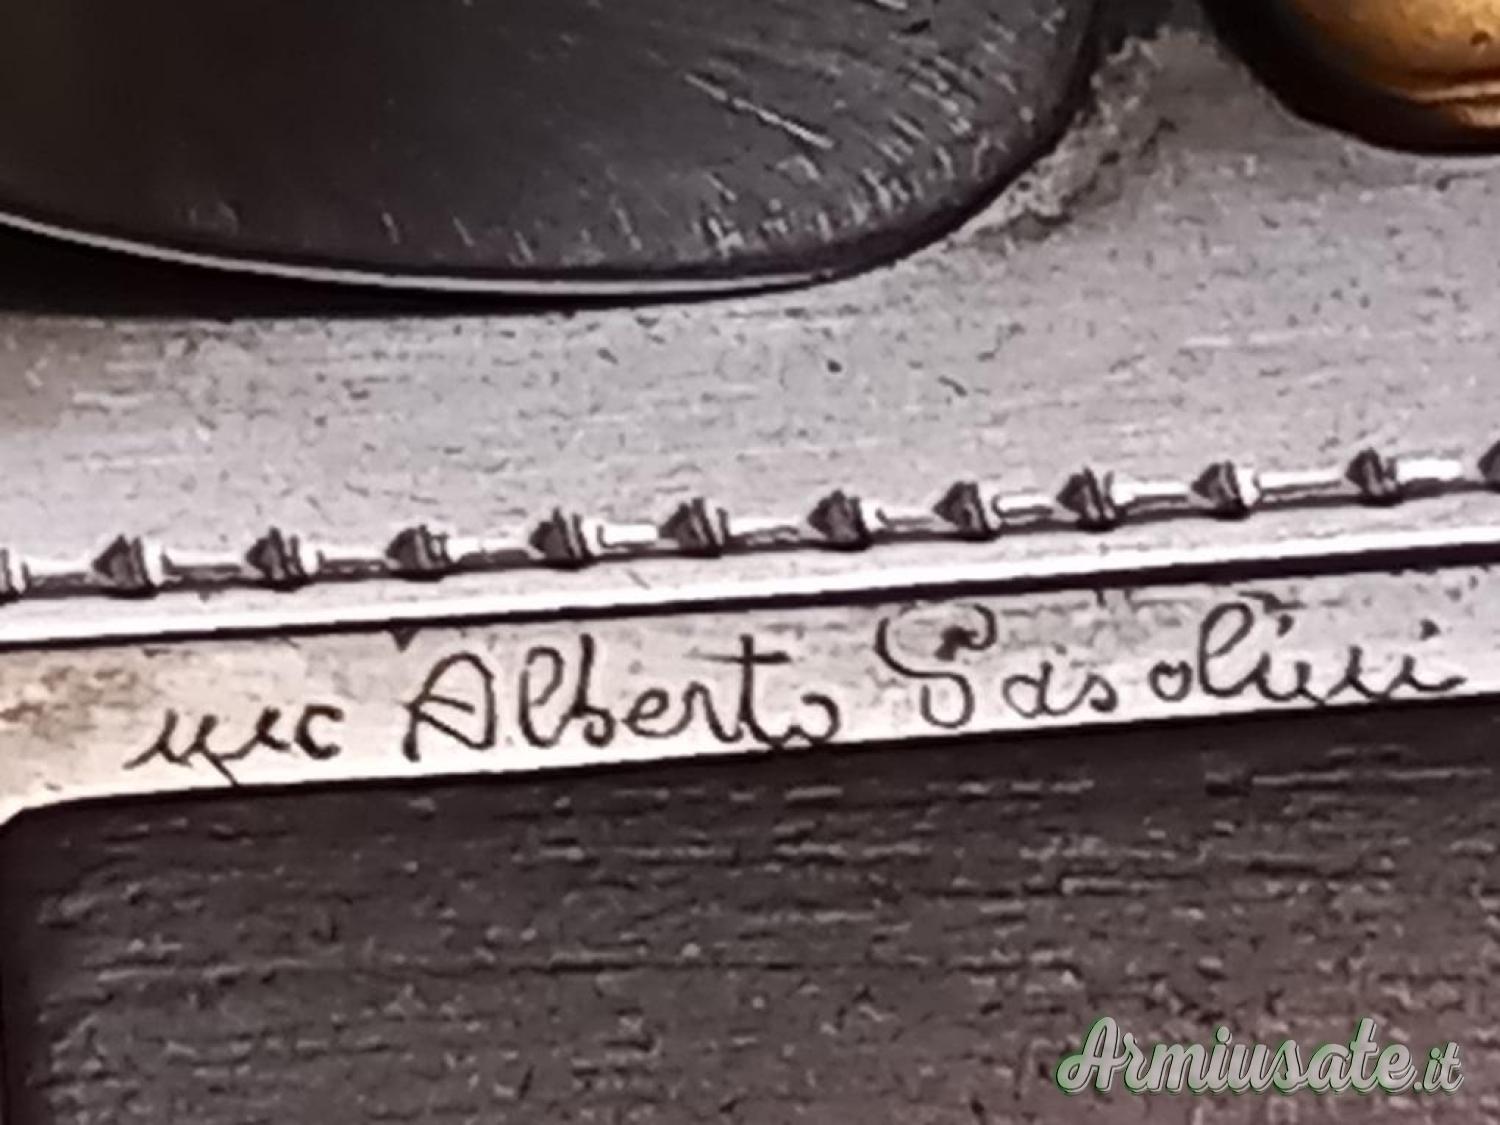 inc Alberto Pasolini
Armiusate.it